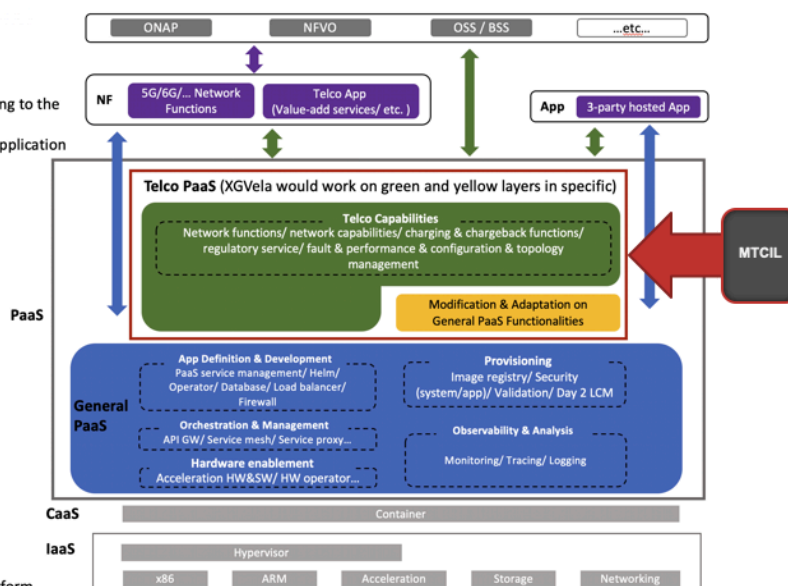 ONAP
NFVO
OSS / BSS
...etc...
ng to the
pplication
NF
5G/6G/... Network
Functions
Telco App
(Value-add services/ etc. )
App
3-party hosted App
Telco PaaS (XGVela would work on green and yellow layers in specific)
Telco Capabilities
Network functions/ network capabilities/ charging & chargeback functions/
regulatory service/ fault & performance & configuration & topology
management
MTCIL
Modification & Adaptation on
General PaaS Functionalities
PaaS
General
PaaS
App Definition & Development
PaaS service management/ Helm/
Operator/ Database/ Load balancer/
Firewall
Provisioning
Image registry/ Security
(system/app)/ Validation/ Day 2 LCM
Orchestration & Management
API GW/ Service mesh/ Service proxy...
Observability & Analysis
Monitoring/ Tracing/ Logging
Hardware enablement
Acceleration HW&SW/ HW operator...
CaaS
Container
IaaS
Hypervisor
x86
ARM
Acceleration
Storage
Networking
form